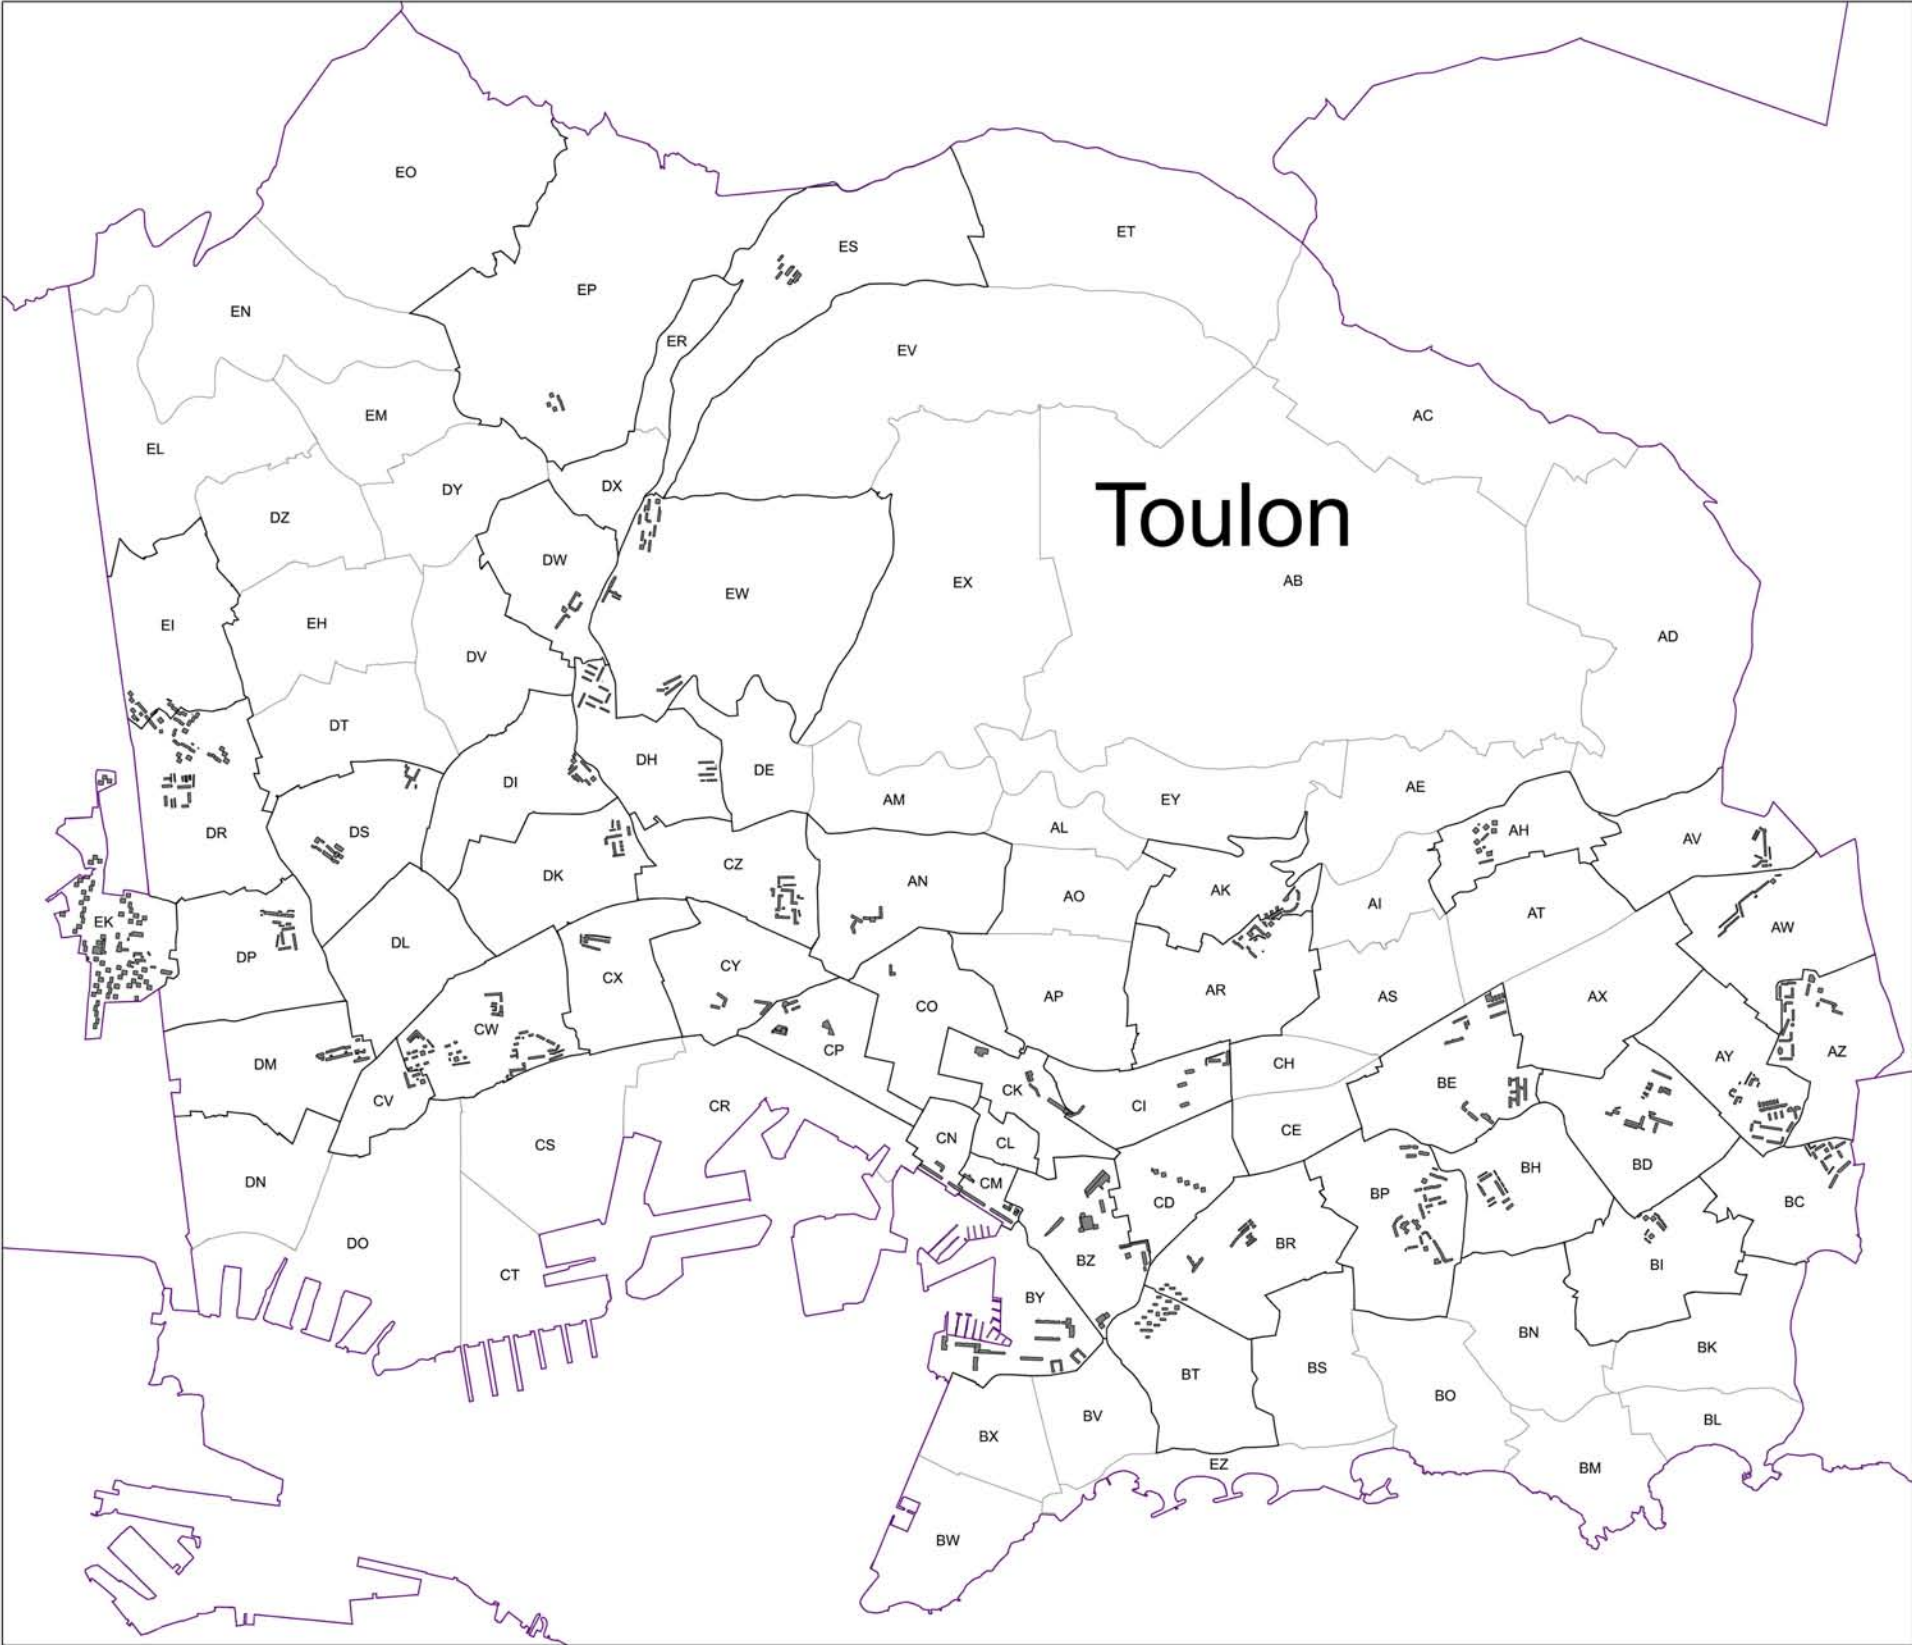 EO
ET
ES
EP
EN
ER
EV
AC
EM
EL
DX
DY
DZ
Toulon
DW
EX
AB
EW
EH
EI
AD
DV
DT
DH
DE
DI
AE
AM
EY
AL
AH
DR
DS
AV
CZ
DK
AN
AK
AO
AI
AT
EK
AW
DL
DP
CY
CX
AR
AP
AS
AX
CO
CW
CP
AZ
AY
DM
CH
BE
CK
CV
CR
CI
CE
CN
CL
CS
BD
BH
DN
CM
BP
CD
BC
DO
BR
BZ
BI
CT
BY
BN
BK
BS
BT
BO
BV
BL
BX
EZ
BM
BW